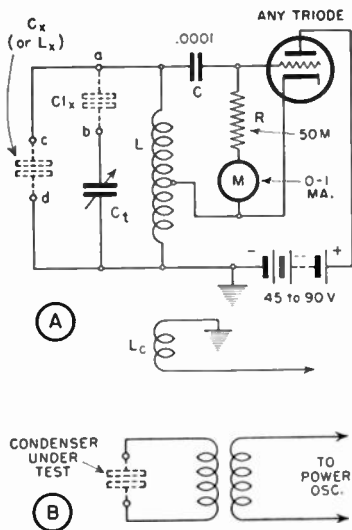 Cx
(or Lx)
ANY TRIODE
.0001
a
C
C1x
R
50M
c
b
L
M
0-1
MA.
d
Ct
- +
45 to 90 V
A
Lc
CONDENSER
UNDER
TEST
TO
POWER
OSC.
B